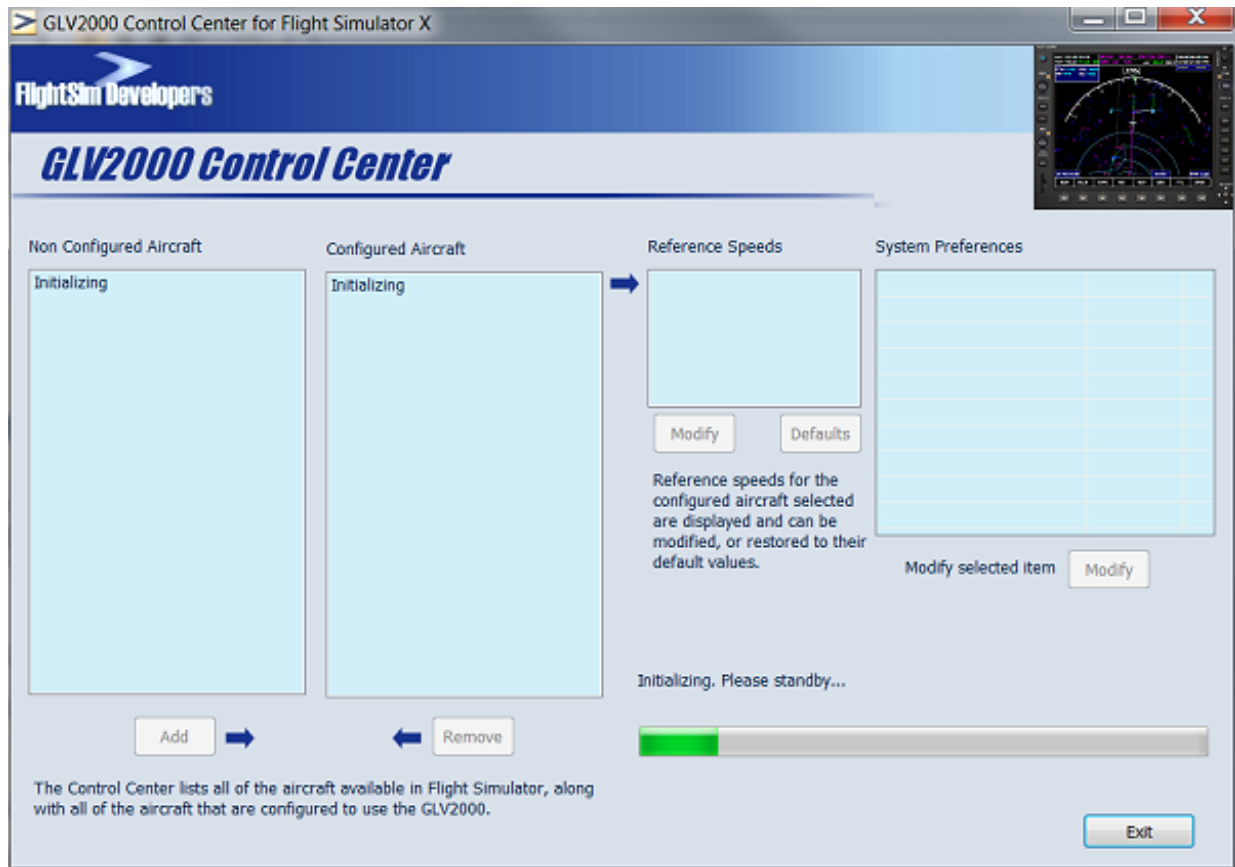 GLV2000 Control Center for Flight Simulator X
FlightSim Developers
GLV2000 Control Center
Non Configured Aircraft
Configured Aircraft
Reference Speeds
System Preferences
Initializing
Initializing
Modify
Defaults
Reference speeds for the
configured aircraft selected
are displayed and can be
modified, or restored to their
default values.
Modify selected item
Modify
Initializing. Please standby...
Add
Remove
The Control Center lists all of the aircraft available in Flight Simulator, along
with all of the aircraft that are configured to use the GLV2000.
Exit